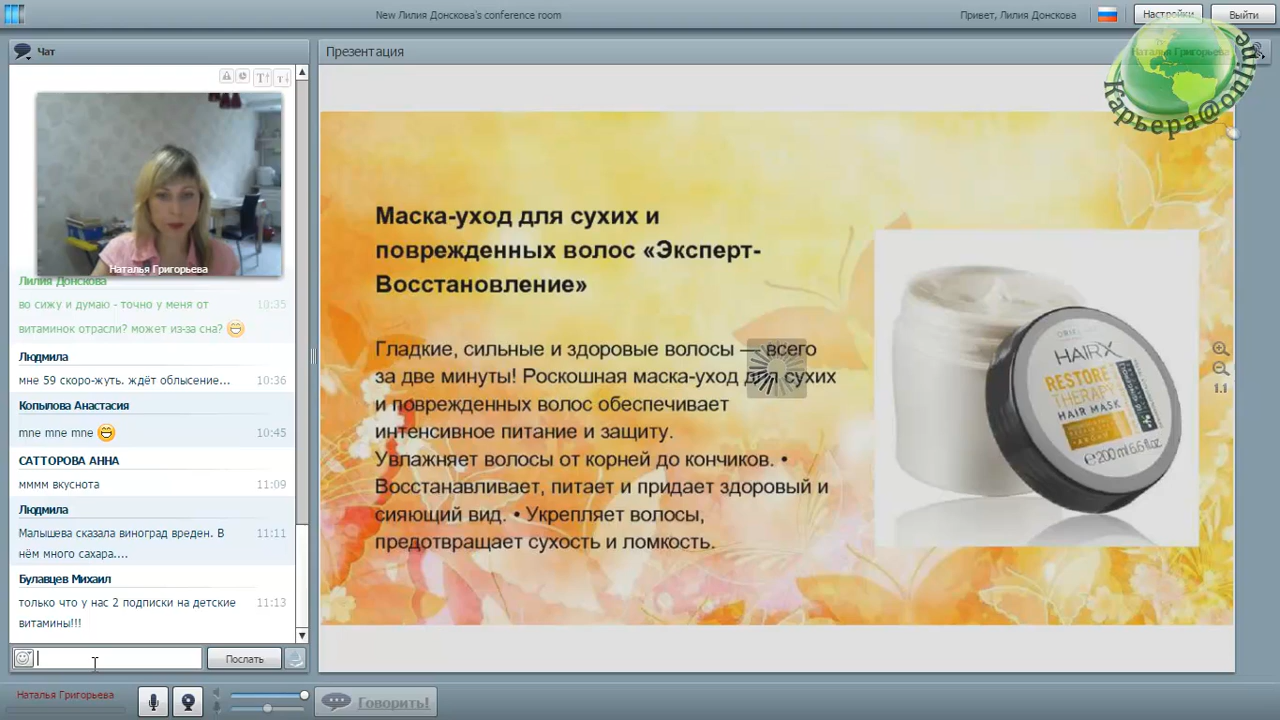 New Лилия Донскова's conference room
Привет, Лилия Донскова
Настройки
Выйти
Чат
Презентация
Наталья Григорьева
Карьера@online
Наталья Григорьева
Лилия Донскова
во сижу и думаю - точно у меня от 10:35
витаминок отрасли? может из-за сна?
Людмила
мне 59 скоро-жуть. ждёт облысение... 10:36
Копылова Анастасия
mne mne mne 10:45
САТТОРОВА АННА
мммм вкуснота 11:09
Людмила
Малышева сказала виноград вреден. В 11:11
нём много сахара....
Булавцев Михаил
только что у нас 2 подписки на детские 11:13
витамины!!!
Послать
Наталья Григорьева
Говорить!
Маска-уход для сухих и
поврежденных волос «Эксперт-
Восстановление»
Гладкие, сильные и здоровые волосы — всего
за две минуты! Роскошная маска-уход для сухих
и поврежденных волос обеспечивает
интенсивное питание и защиту.
Увлажняет волосы от корней до кончиков. •
Восстанавливает, питает и придает здоровый и
сияющий вид. • Укрепляет волосы,
предотвращает сухость и ломкость.
HAIRX
RESTORE
THERAPY
HAIR MASK
200 ml 6.6 fl.oz.
1:1